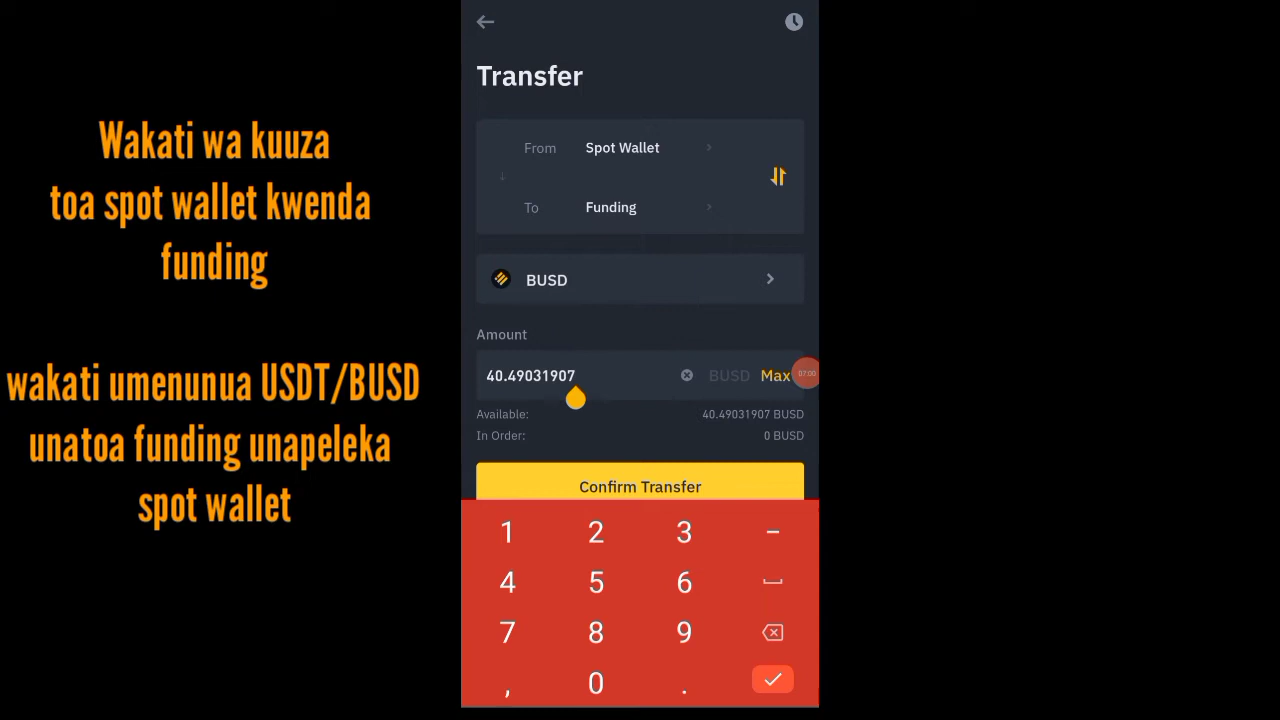 Wakati wa kuuza
toa spot wallet kwenda
funding
wakati umenunua USDT/BUSD
unatoa funding unapeleka
spot wallet
Transfer
From Spot Wallet
To Funding
BUSD
Amount
40.49031907 BUSD Max
07:00
Available: 40.49031907 BUSD
In Order: 0 BUSD
Confirm Transfer
1 2 3 -
4 5 6
7 8 9
, 0 .